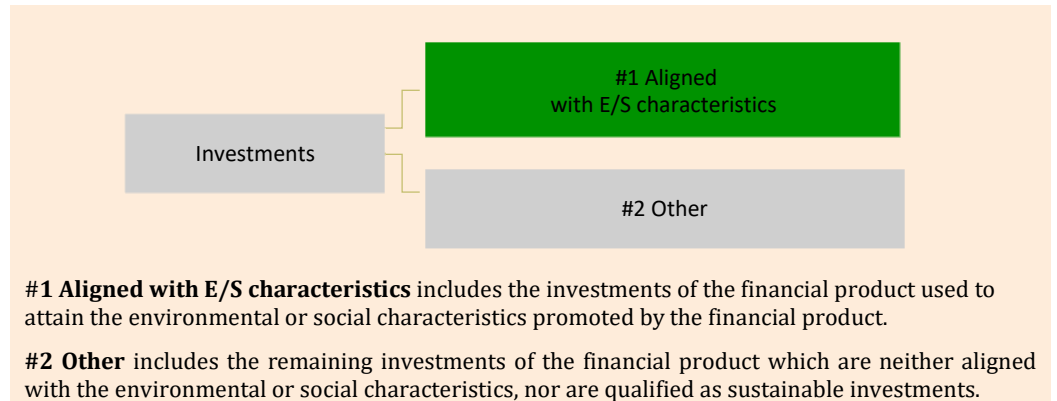 #1 Aligned
with E/S characteristics
Investments
#2 Other
#1 Aligned with E/S characteristics includes the investments of the financial product used to
attain the environmental or social characteristics promoted by the financial product.
#2 Other includes the remaining investments of the financial product which are neither aligned
with the environmental or social characteristics, nor are qualified as sustainable investments.